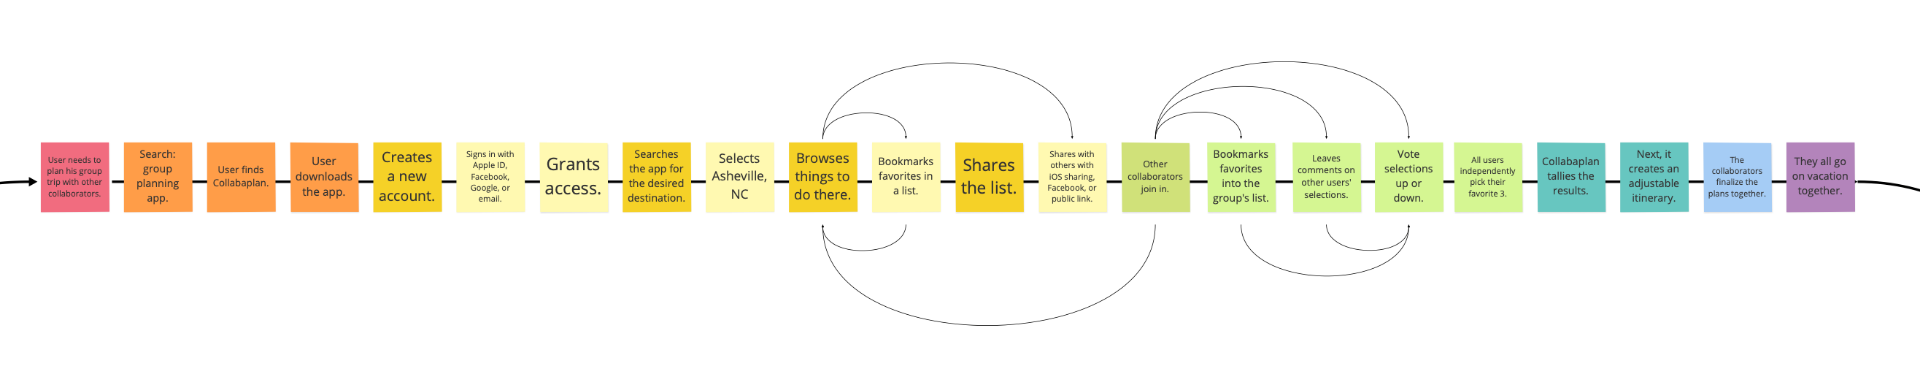 User needs to
plan his group
trip with other
collaborators.
Search:
group
planning
app.
User finds
Collabaplan.
User
downloads
the app.
Creates
a new
account.
Signs in with
Apple ID,
Facebook,
Google, or
email.
Grants
access.
Searches
the app for
the desired
destination.
Selects
Asheville,
NC
Browses
things to
do there.
Bookmarks
favorites in
a list.
Shares
the list.
Shares with
others with
iOS sharing,
Facebook, or
public link.
Other
collaborators
join in.
Bookmarks
favorites
into the
group's list.
Leaves
comments on
other users'
selections.
Vote
selections
up or
down.
All users
independently
pick their
favorite 3.
Collabaplan
tallies the
results.
Next, it
creates an
adjustable
itinerary.
The
collaborators
finalize the
plans together.
They all go
on vacation
together.